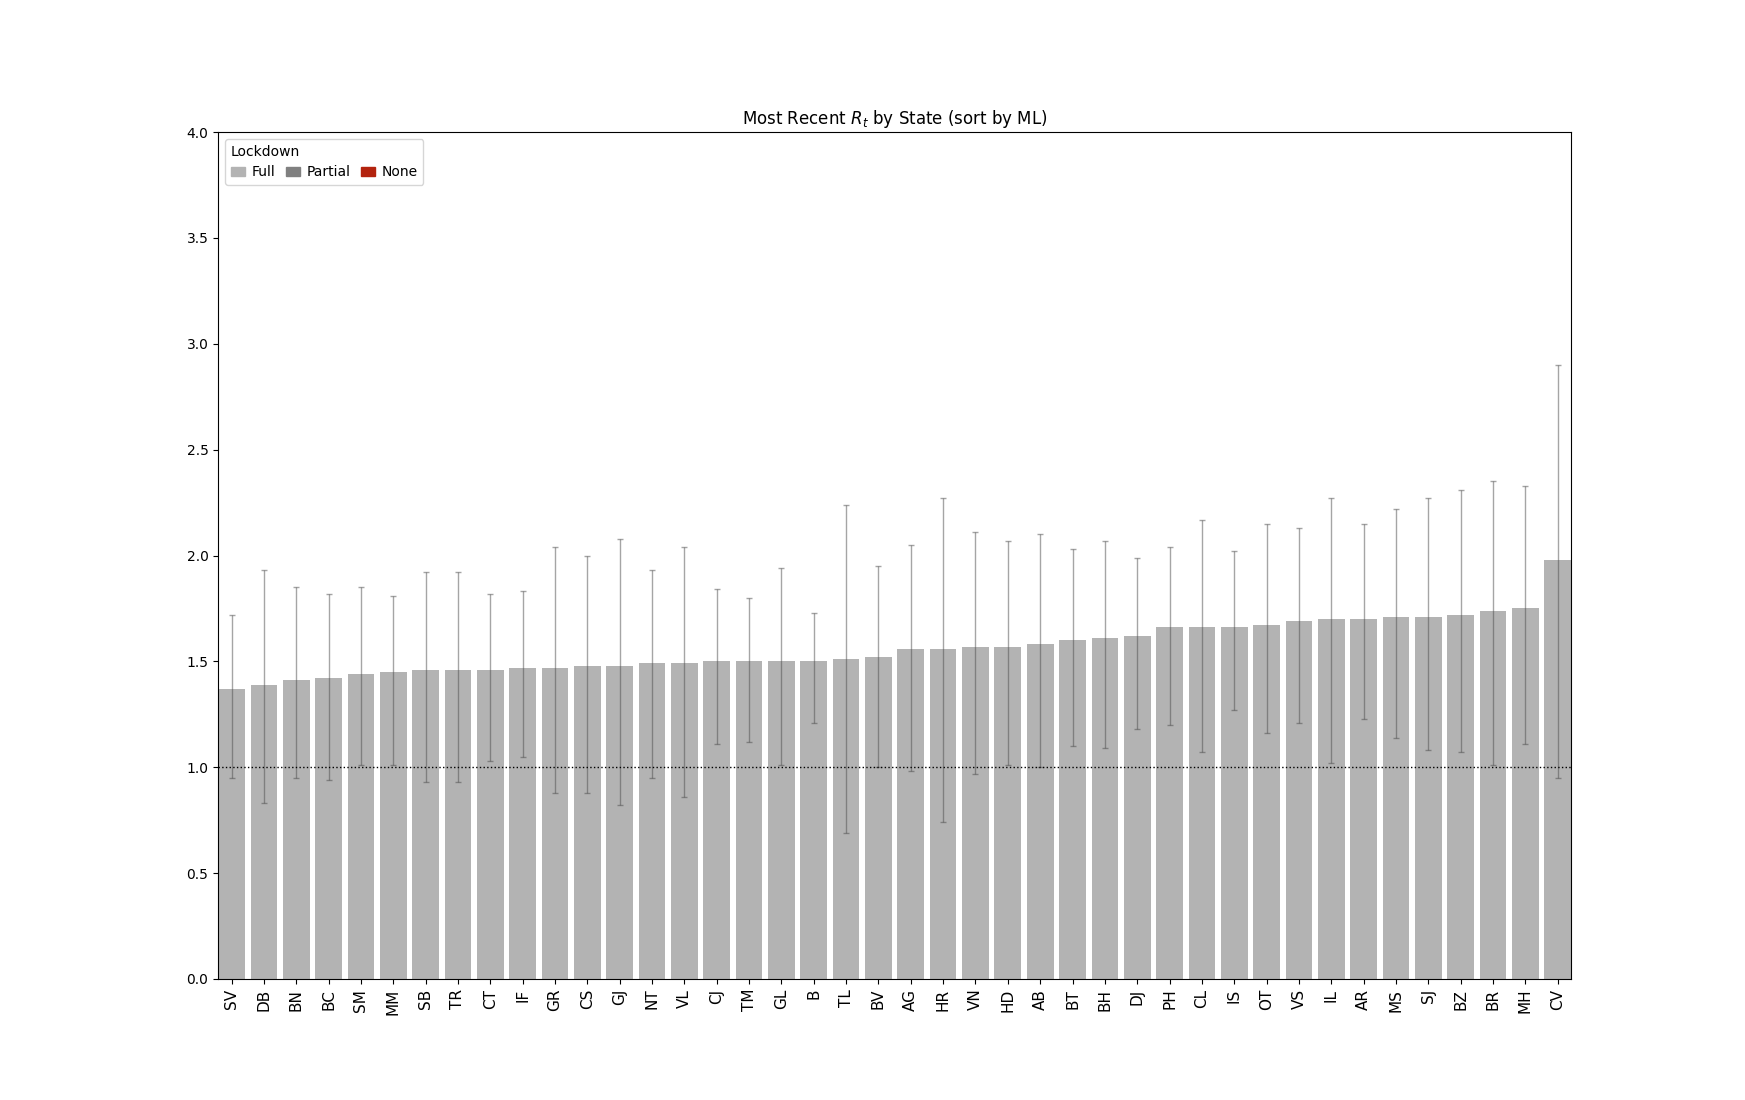 Most Recent Rt by State (sort by ML)
4.0
Lockdown
Full Partial None
3.5
3.0
2.5
2.0
1.5
1.0
0.5
0.0
SV DB BN BC SM MM SB TR CT IF GR CS GJ NT VL CJ TM GL B TL BV AG HR VN HD AB BT BH DJ PH CL IS OT VS IL AR MS SJ BZ BR MH CV